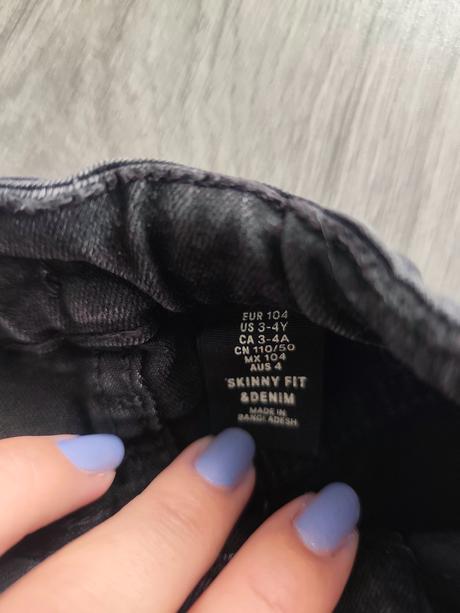 EUR 104
US 3-4Y
CA 3-4A
CN 110/50
MX 104
AUS 4
SKINNY FIT
&DENIM
MADE IN
BANGLADESH